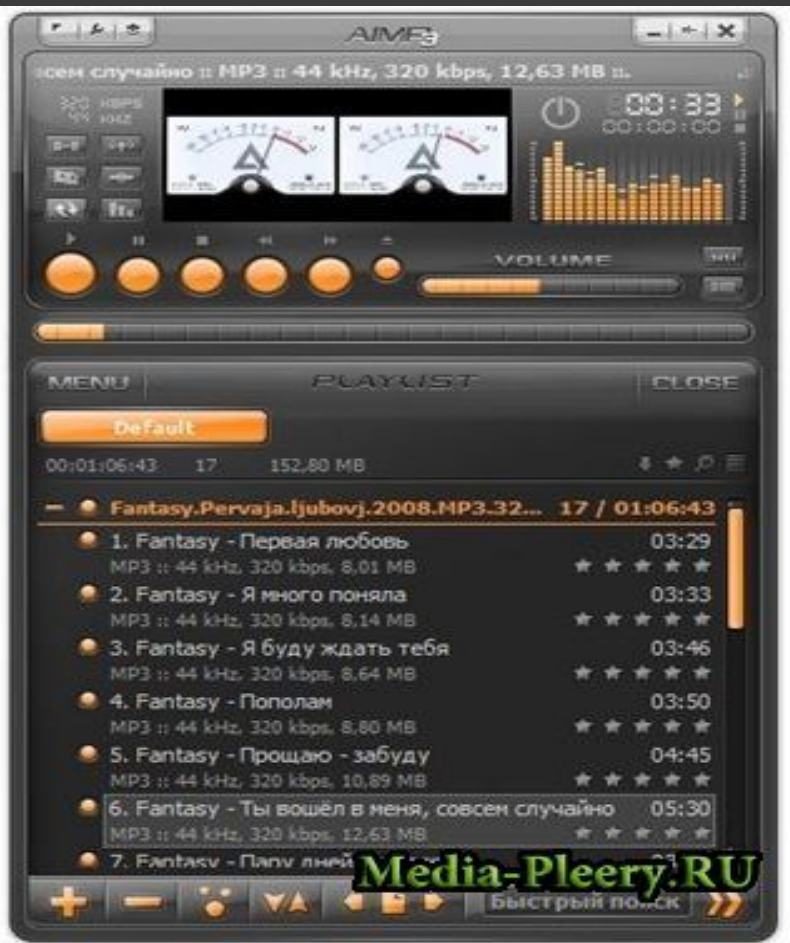 AIMP3
сем случайно :: MP3 :: 44 kHz, 320 kbps, 12,63 MB ::.
320 KBPS
44 KHZ
00:33
00:00:00
VOLUME
MENU
PLAYLIST
CLOSE
Default
00:01:06:43 17 152,80 MB
Fantasy.Pervaja.ljubovj.2008.MP3.32... 17 / 01:06:43
1. Fantasy - Первая любовь 03:29
MP3 :: 44 kHz, 320 kbps, 8,01 MB
2. Fantasy - Я много поняла 03:33
MP3 :: 44 kHz, 320 kbps, 8,14 MB
3. Fantasy - Я буду ждать тебя 03:46
MP3 :: 44 kHz, 320 kbps, 8,64 MB
4. Fantasy - Пополам 03:50
MP3 :: 44 kHz, 320 kbps, 8,80 MB
5. Fantasy - Прощаю - забуду 04:45
MP3 :: 44 kHz, 320 kbps, 10,89 MB
6. Fantasy - Ты вошёл в меня, совсем случайно 05:30
MP3 :: 44 kHz, 320 kbps, 12,63 MB
7. Fantasy - Пару дней
Media-Pleery.RU
Быстрый поиск